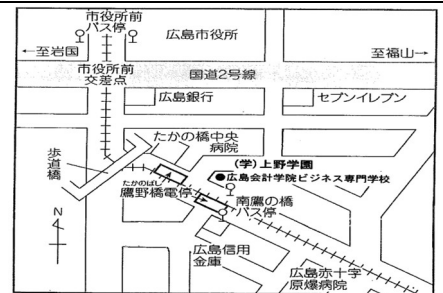 市役所前
バス停
広島市役所
←至岩国
至福山→
市役所前
交差点
国道2号線
広島銀行
セブンイレブン
たかの橋中央
病院
歩道橋
(学)上野学園
●広島会計学院ビジネス専門学校
たかのばし
鷹野橋電停
南鷹の橋
バス停
N
広島信用
金庫
広島赤十字
原爆病院